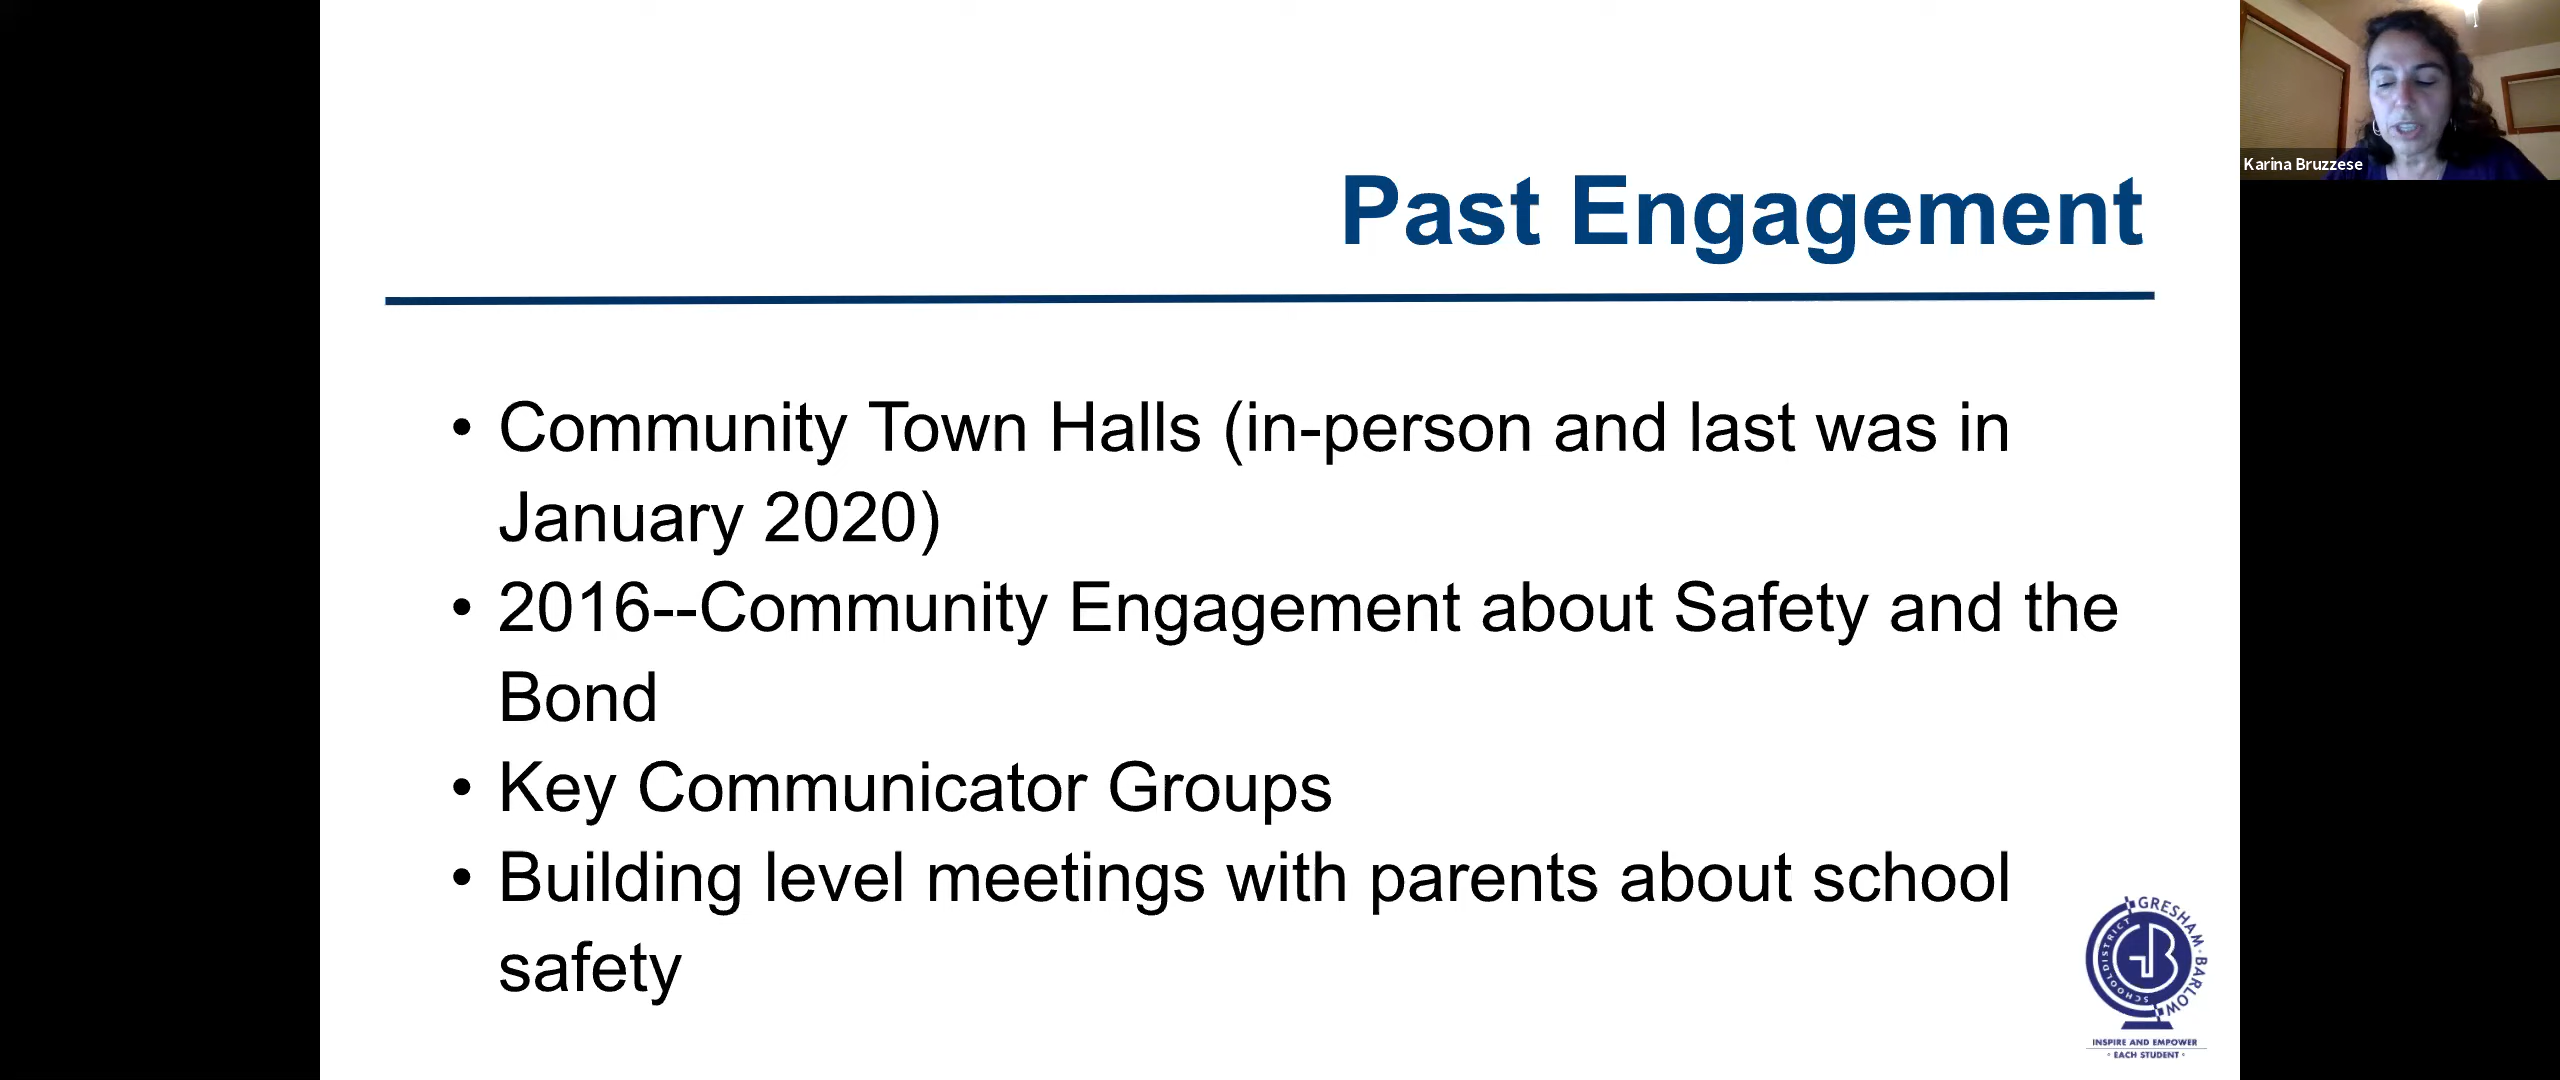 Past Engagement
Karina Bruzzese
• Community Town Halls (in-person and last was in
January 2020)
• 2016--Community Engagement about Safety and the
Bond
• Key Communicator Groups
• Building level meetings with parents about school
safety
GRESHAM·BARLOW
SCHOOL DISTRICT
GB
INSPIRE AND EMPOWER
• EACH STUDENT •